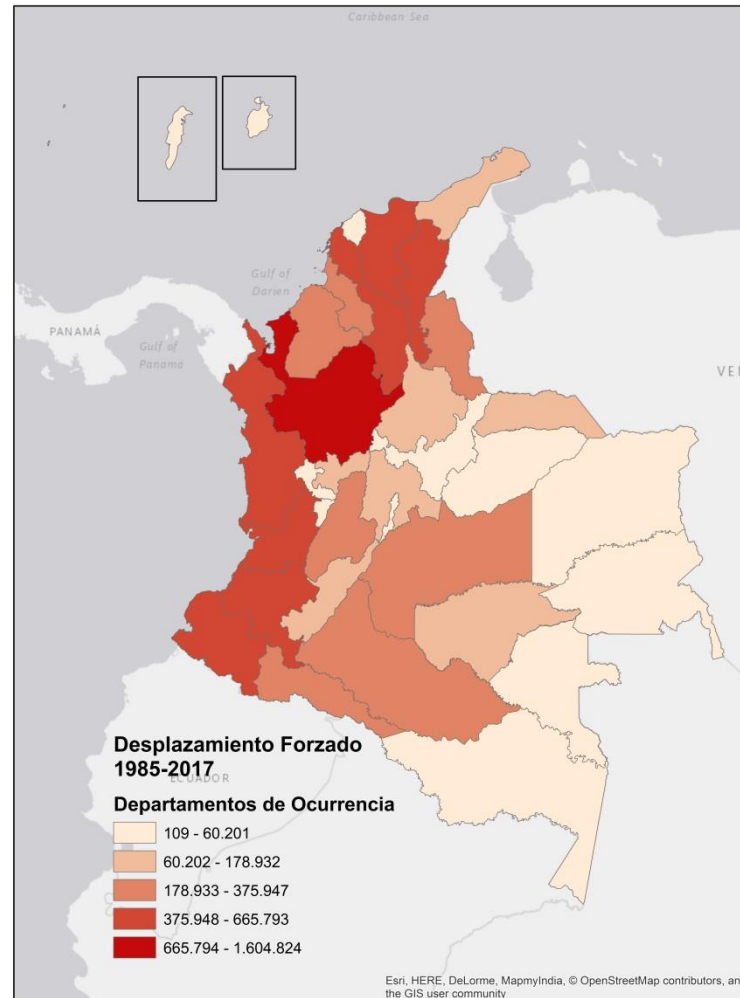 Caribbean Sea
Gulf of
Darien
PANAMÁ
Gulf of
Panama
VE
Desplazamiento Forzado
1985-2017
ECUADOR
Departamentos de Ocurrencia
109 - 60.201
60.202 - 178.932
178.933 - 375.947
375.948 - 665.793
665.794 - 1.604.824
Esri, HERE, DeLorme, MapmyIndia, © OpenStreetMap contributors, an
the GIS user community